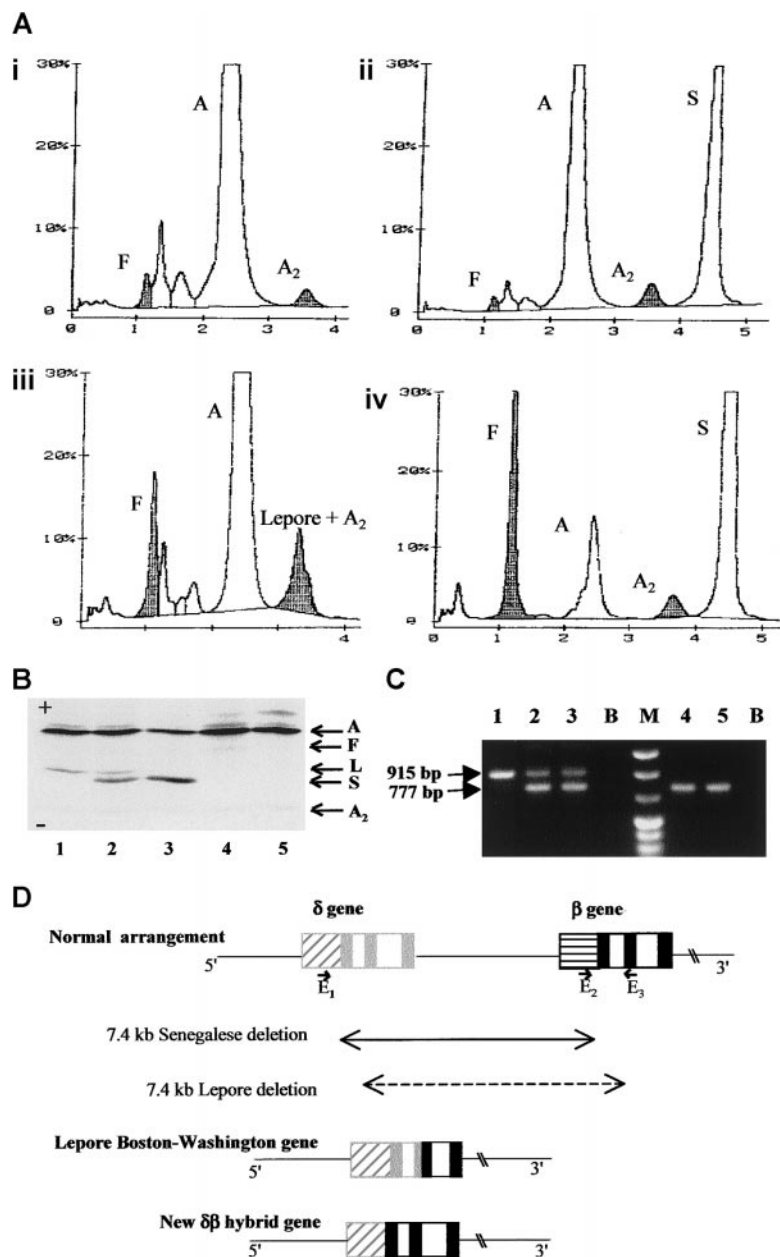 A
i
30%
20%
10%
0
F
A
A2
0 1 2 3 4
ii
30%
20%
10%
0
F
A
A2
S
0 1 2 3 4 5
iii
30%
20%
10%
0
F
A
Lepore + A2
4
iv
30%
20%
10%
0
F
A
A2
S
0 1 2 3 4 5
B
+
A
F
L
S
A2
-
1 2 3 4 5
C
1 2 3 B M 4 5 B
915 bp
777 bp
D
δ gene β gene
Normal arrangement
5' 3'
E1 E2 E3
7.4 kb Senegalese deletion
7.4 kb Lepore deletion
Lepore Boston-Washington gene
5' 3'
New δβ hybrid gene
5' 3'